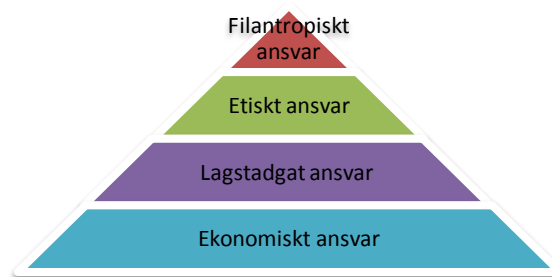 Filantropiskt
ansvar
Etiskt ansvar
Lagstadgat ansvar
Ekonomiskt ansvar